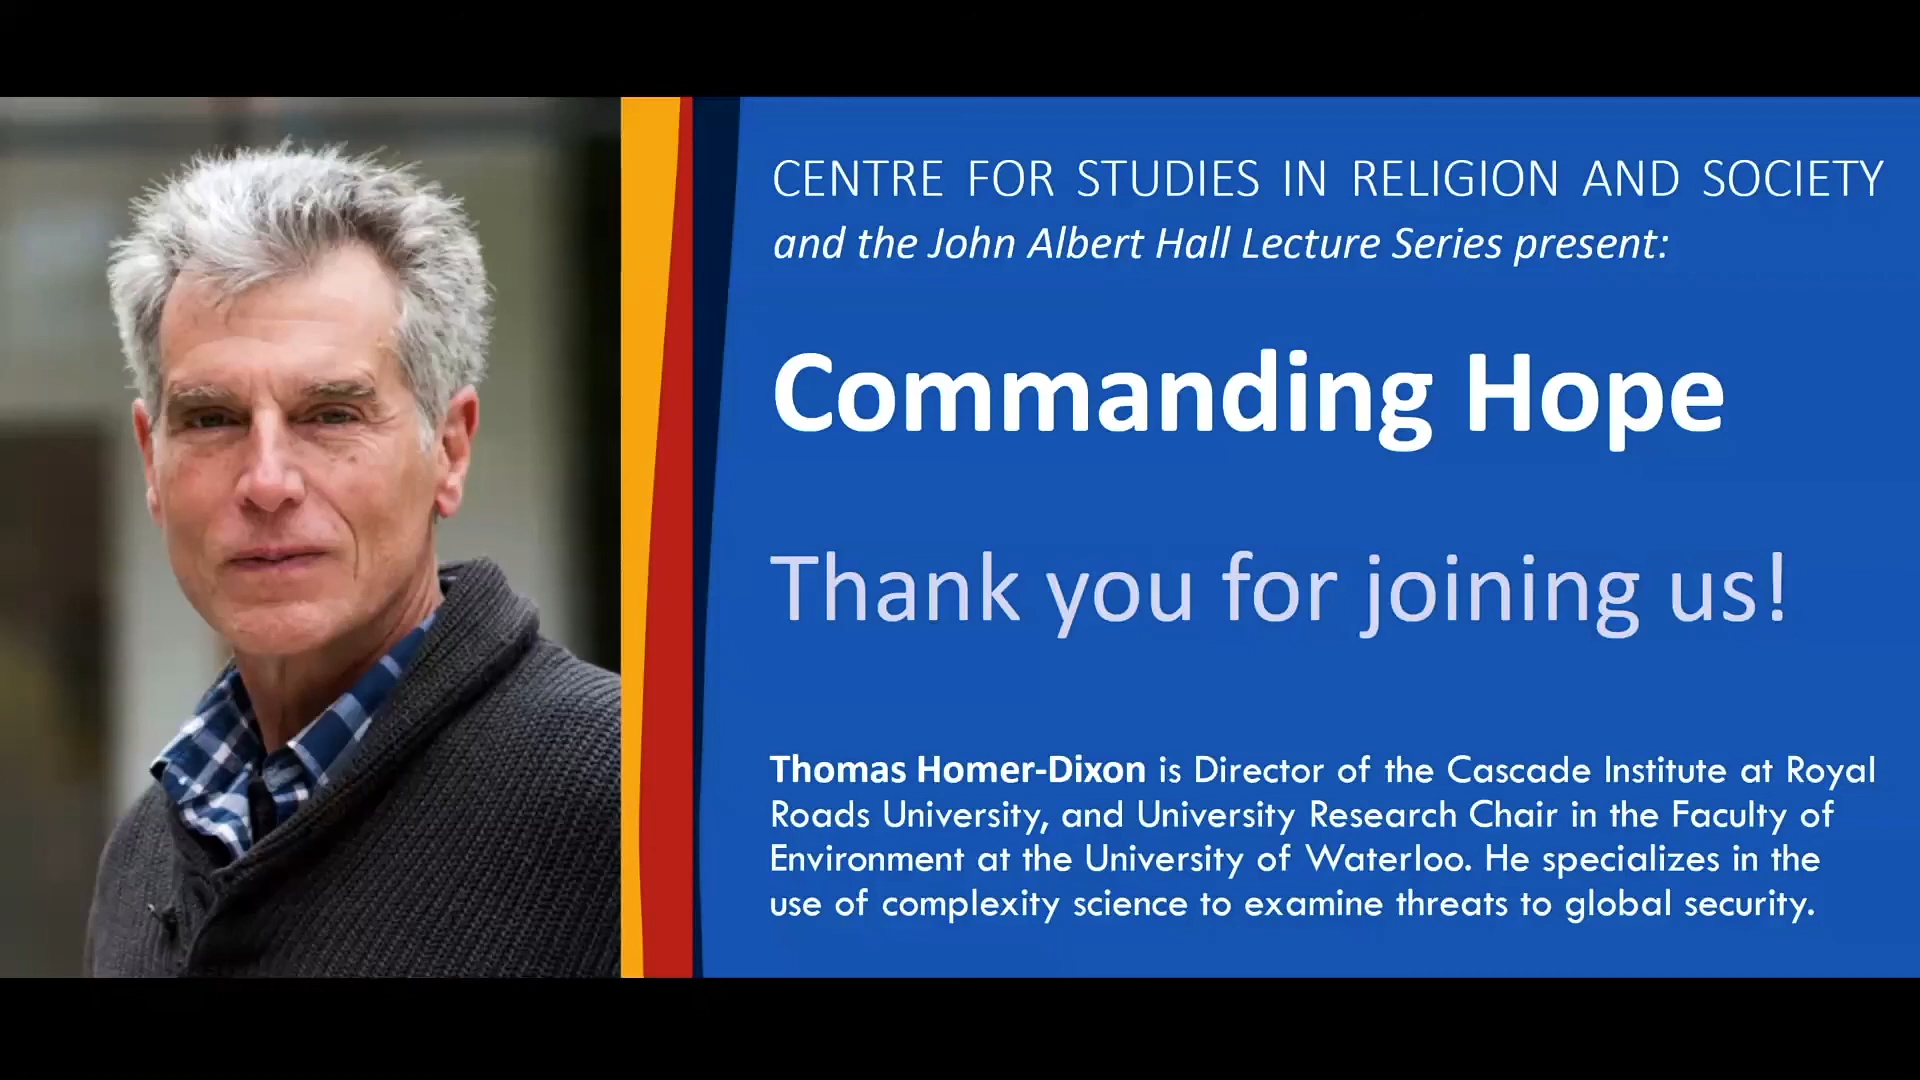 CENTRE FOR STUDIES IN RELIGION AND SOCIETY
and the John Albert Hall Lecture Series present:
Commanding Hope
Thank you for joining us!
Thomas Homer-Dixon is Director of the Cascade Institute at Royal
Roads University, and University Research Chair in the Faculty of
Environment at the University of Waterloo. He specializes in the
use of complexity science to examine threats to global security.